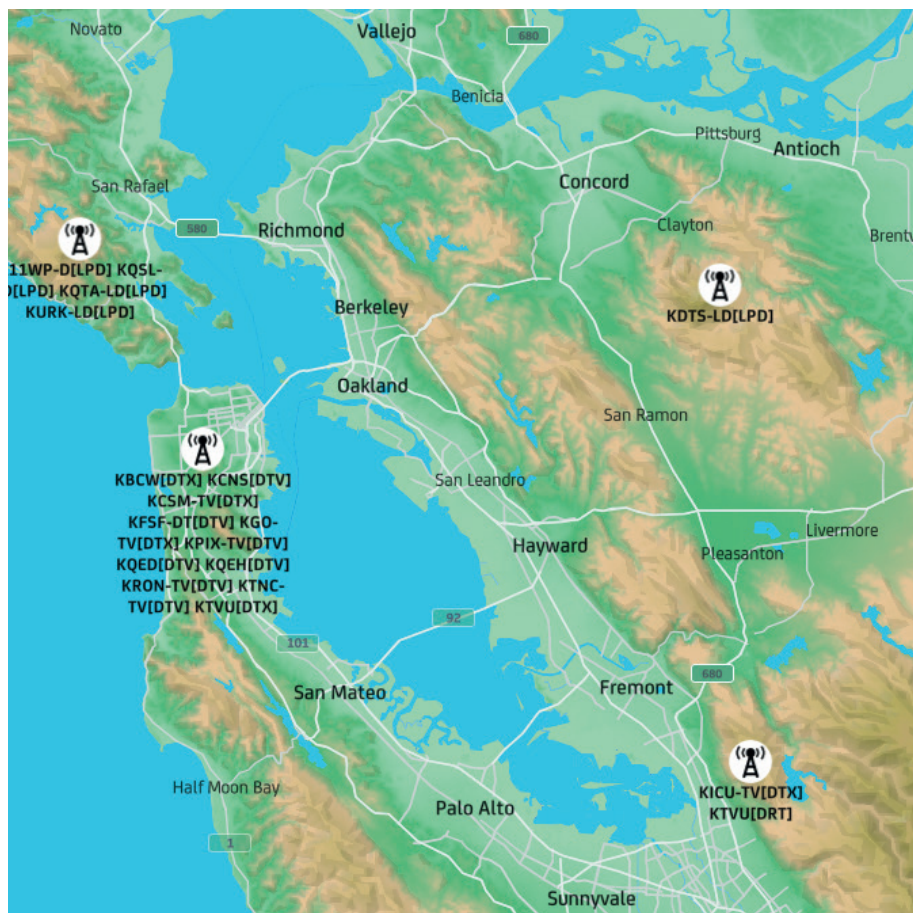 Novato
Vallejo
680
Benicia
Pittsburg
Antioch
Concord
San Rafael
Richmond
580
Clayton
11WP-D[LPD] KQSL-
D[LPD] KQTA-LD[LPD]
KURK-LD[LPD]
Berkeley
KDTS-LD[LPD]
Oakland
San Ramon
KBCW[DTX] KCNS[DTV]
KCSM-TV[DTX]
KFSF-DT[DTV] KGO-
TV[DTX] KPIX-TV[DTV]
KQED[DTV] KQEH[DTV]
KRON-TV[DTV] KTNC-
TV[DTV] KTVU[DTX]
San Leandro
Hayward
Livermore
Pleasanton
92
101
San Mateo
Fremont
680
Half Moon Bay
KICU-TV[DTX]
KTVU[DRT]
Palo Alto
1
Sunnyvale